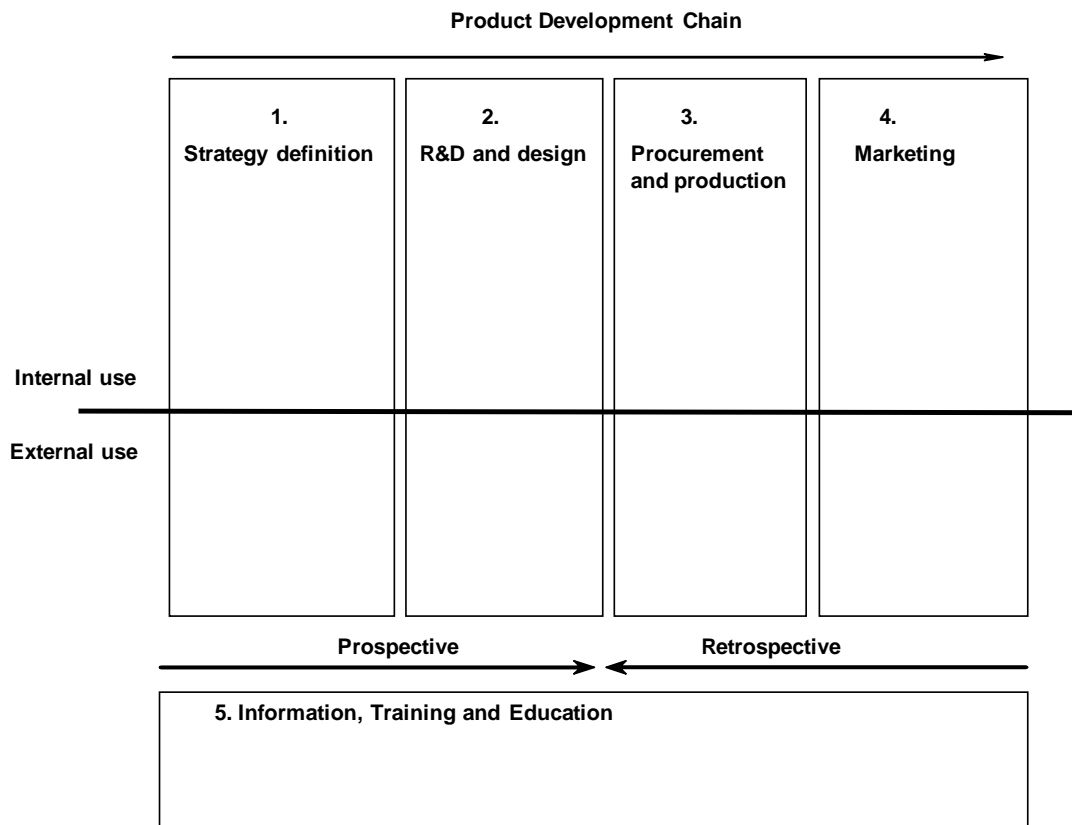 Product Development Chain
1.
Strategy definition
2.
R&D and design
3.
Procurement
and production
4.
Marketing
Internal use
External use
Prospective
Retrospective
5. Information, Training and Education